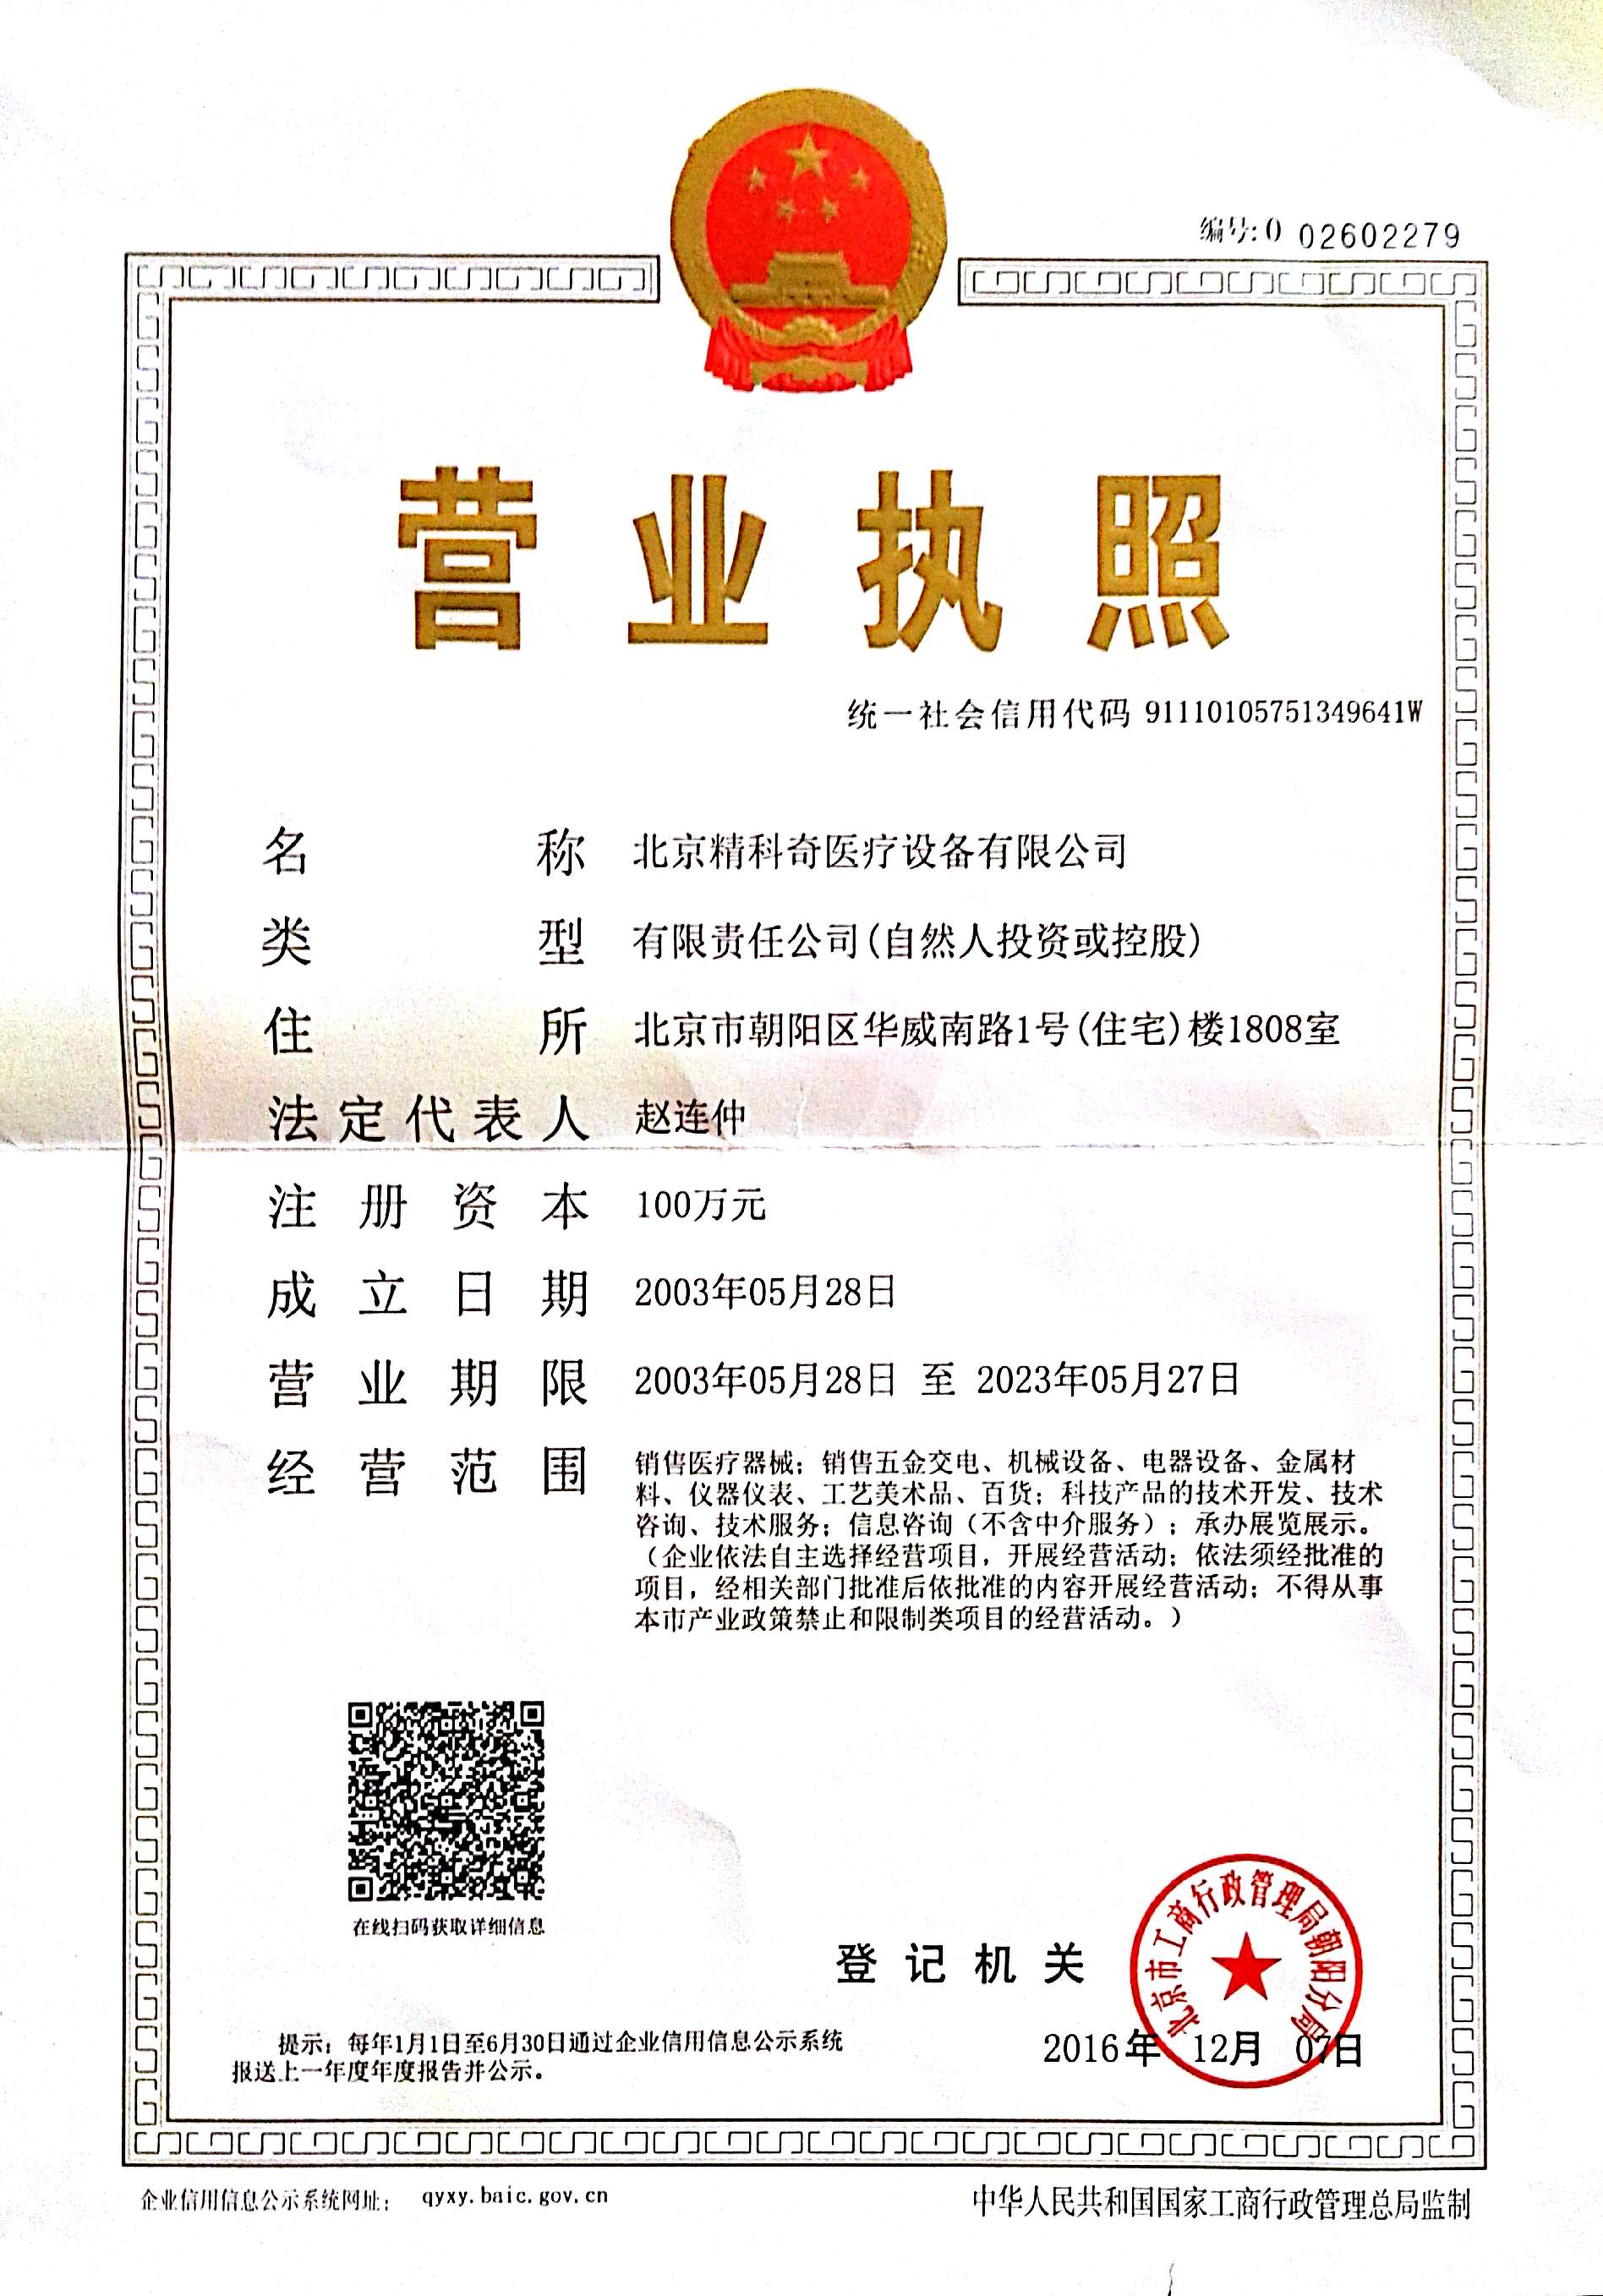 编号:0 02602279
营业执照
统一社会信用代码 91110105751349641W
名称 北京精科奇医疗设备有限公司
类型 有限责任公司(自然人投资或控股)
住所 北京市朝阳区华威南路1号(住宅)楼1808室
法定代表人 赵连仲
注册资本 100万元
成立日期 2003年05月28日
营业期限 2003年05月28日 至 2023年05月27日
经营范围 销售医疗器械；销售五金交电、机械设备、电器设备、金属材
料、仪器仪表、工艺美术品、百货；科技产品的技术开发、技术
咨询、技术服务；信息咨询（不含中介服务）；承办展览展示。
（企业依法自主选择经营项目，开展经营活动；依法须经批准的
项目，经相关部门批准后依批准的内容开展经营活动；不得从事
本市产业政策禁止和限制类项目的经营活动。）
在线扫码获取详细信息
登记机关
北京市工商行政管理局朝阳分局
2016年 12月 07日
提示：每年1月1日至6月30日通过企业信用信息公示系统
报送上一年度年度报告并公示。
企业信用信息公示系统网址： qyxy.baic.gov.cn
中华人民共和国国家工商行政管理总局监制